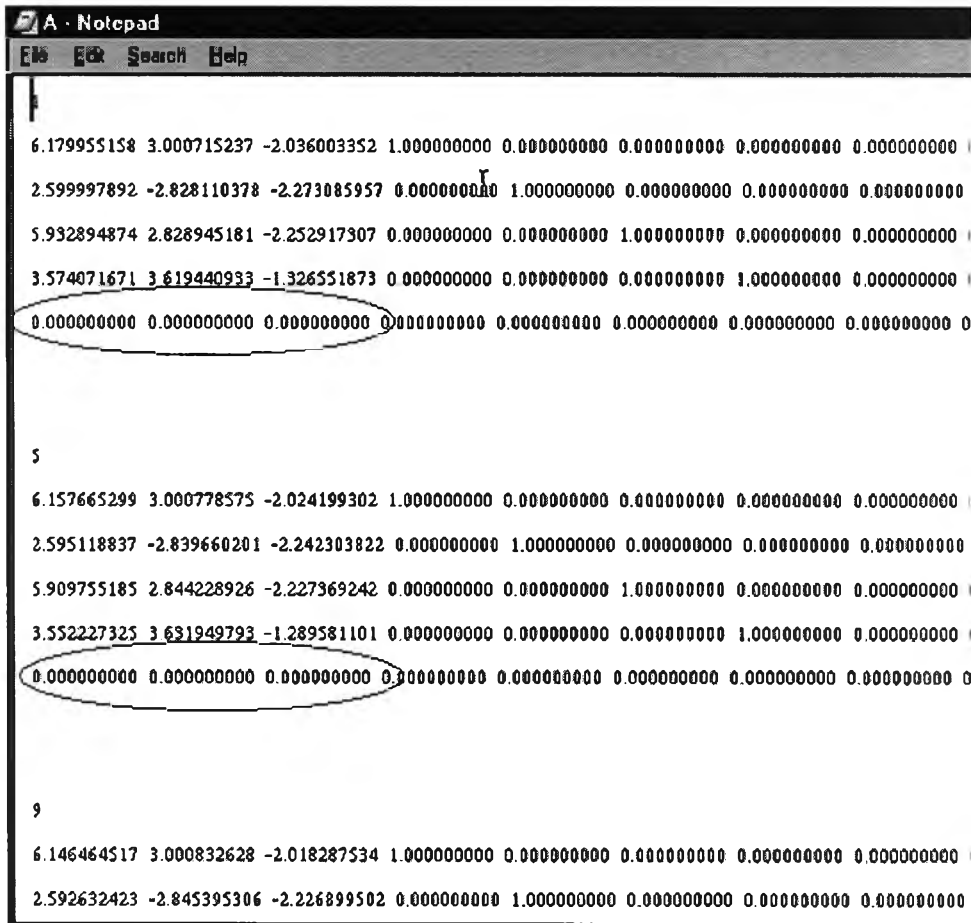 A - Notepad
File Edit Search Help
6.179955158 3.000715237 -2.036003352 1.000000000 0.000000000 0.000000000 0.000000000 0.000000000
2.599997892 -2.828110378 -2.273085957 0.000000000 1.000000000 0.000000000 0.000000000 0.000000000
5.932894874 2.828945181 -2.252917307 0.000000000 0.000000000 1.000000000 0.000000000 0.000000000
3.574071671 3.619440933 -1.326551873 0.000000000 0.000000000 0.000000000 1.000000000 0.000000000
0.000000000 0.000000000 0.000000000 0.000000000 0.000000000 0.000000000 0.000000000 0.000000000 0
5
6.157665299 3.000778575 -2.024199302 1.000000000 0.000000000 0.000000000 0.000000000 0.000000000
2.595118837 -2.839660201 -2.242303822 0.000000000 1.000000000 0.000000000 0.000000000 0.000000000
5.909755185 2.844228926 -2.227369242 0.000000000 0.000000000 1.000000000 0.000000000 0.000000000
3.552227325 3.631949793 -1.289581101 0.000000000 0.000000000 0.000000000 1.000000000 0.000000000
0.000000000 0.000000000 0.000000000 0.000000000 0.000000000 0.000000000 0.000000000 0.000000000 0
9
6.146464517 3.000832628 -2.018287534 1.000000000 0.000000000 0.000000000 0.000000000 0.000000000
2.592632423 -2.845395306 -2.226899502 0.000000000 1.000000000 0.000000000 0.000000000 0.000000000